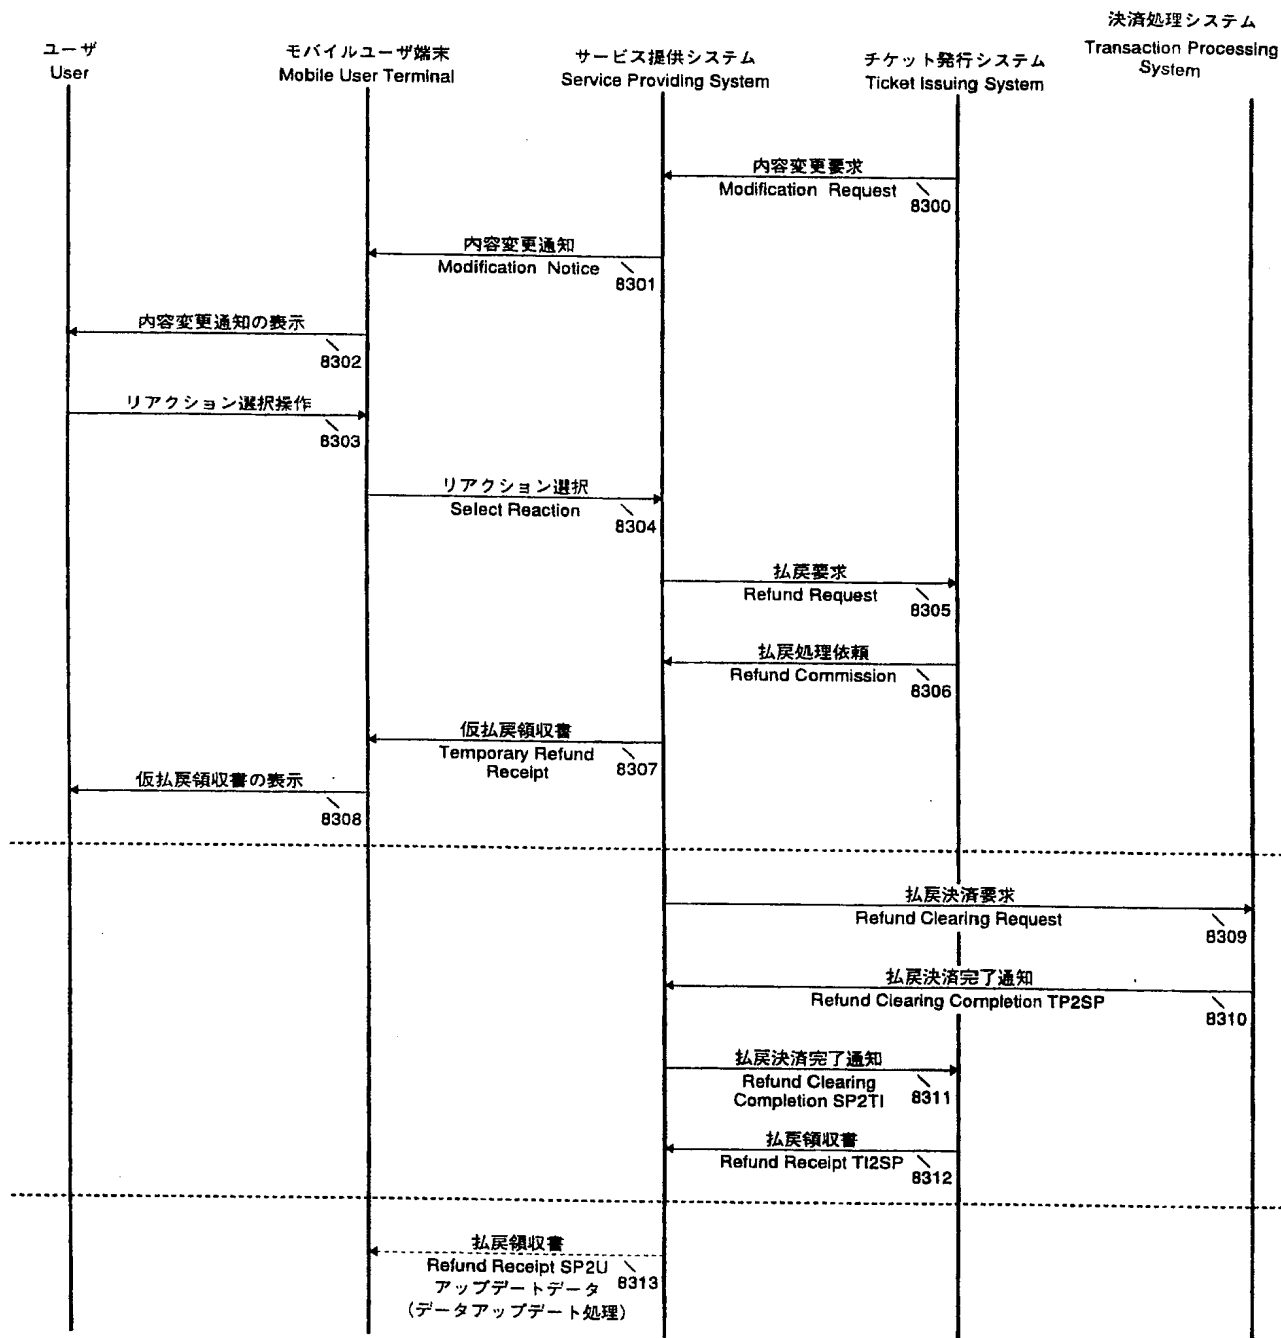 ユーザ
User
モバイルユーザ端末
Mobile User Terminal
サービス提供システム
Service Providing System
チケット発行システム
Ticket Issuing System
決済処理システム
Transaction Processing
System
内容変更要求
Modification Request
8300
内容変更通知
Modification Notice
8301
内容変更通知の表示
8302
リアクション選択操作
8303
リアクション選択
Select Reaction
8304
払戻要求
Refund Request
8305
払戻処理依頼
Refund Commission
8306
仮払戻領収書
Temporary Refund
Receipt
8307
仮払戻領収書の表示
8308
払戻決済要求
Refund Clearing Request
8309
払戻決済完了通知
Refund Clearing Completion TP2SP
8310
払戻決済完了通知
Refund Clearing
Completion SP2TI
8311
払戻領収書
Refund Receipt TI2SP
8312
払戻領収書
Refund Receipt SP2U
8313
アップデートデータ
(データアップデート処理)